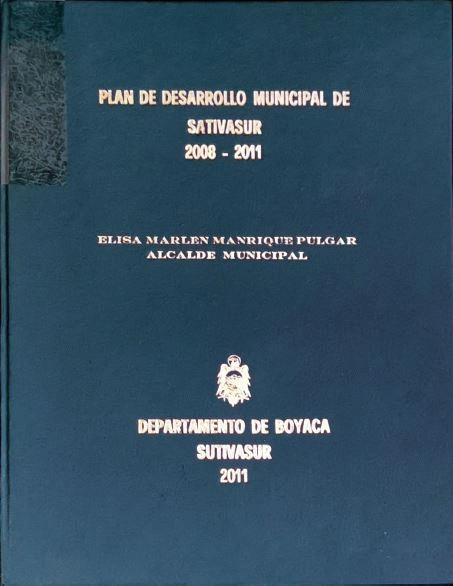 PLAN DE DESARROLLO MUNICIPAL DE
SATIVASUR
2008 - 2011
ELISA MARLEN MANRIQUE PULGAR
ALCALDE MUNICIPAL
DEPARTAMENTO DE BOYACA
SUTIVASUR
2011